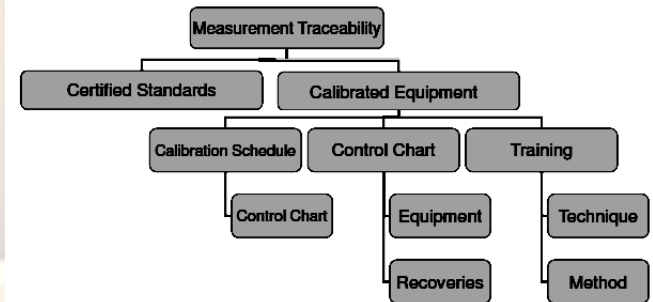 Measurement Traceability
Certified Standards
Calibrated Equipment
Calibration Schedule
Control Chart
Training
Control Chart
Equipment
Technique
Recoveries
Method